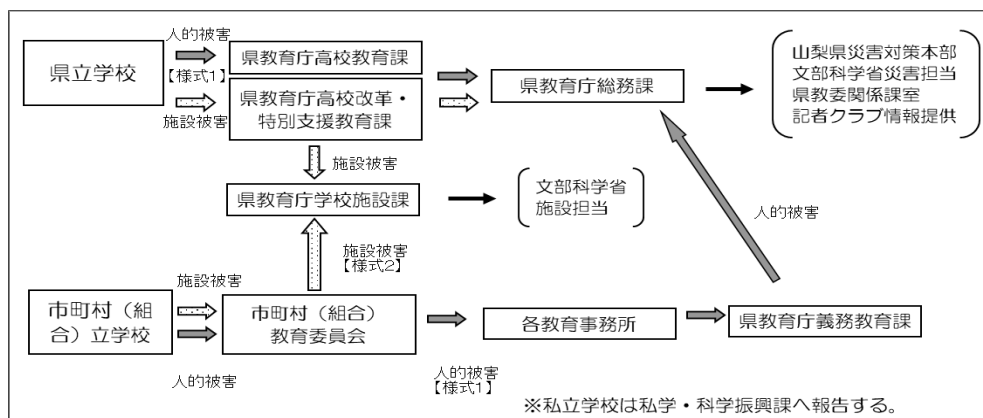 人的被害
県立学校
【様式1】
施設被害
県教育庁高校教育課
県教育庁高校改革・
特別支援教育課
県教育庁総務課
山梨県災害対策本部
文部科学省災害担当
県教委関係課室
記者クラブ情報提供
施設被害
県教育庁学校施設課
文部科学省
施設担当
人的被害
施設被害
【様式2】
施設被害
市町村（組
合）立学校
人的被害
市町村（組合）
教育委員会
人的被害
【様式1】
各教育事務所
県教育庁義務教育課
※私立学校は私学・科学振興課へ報告する。